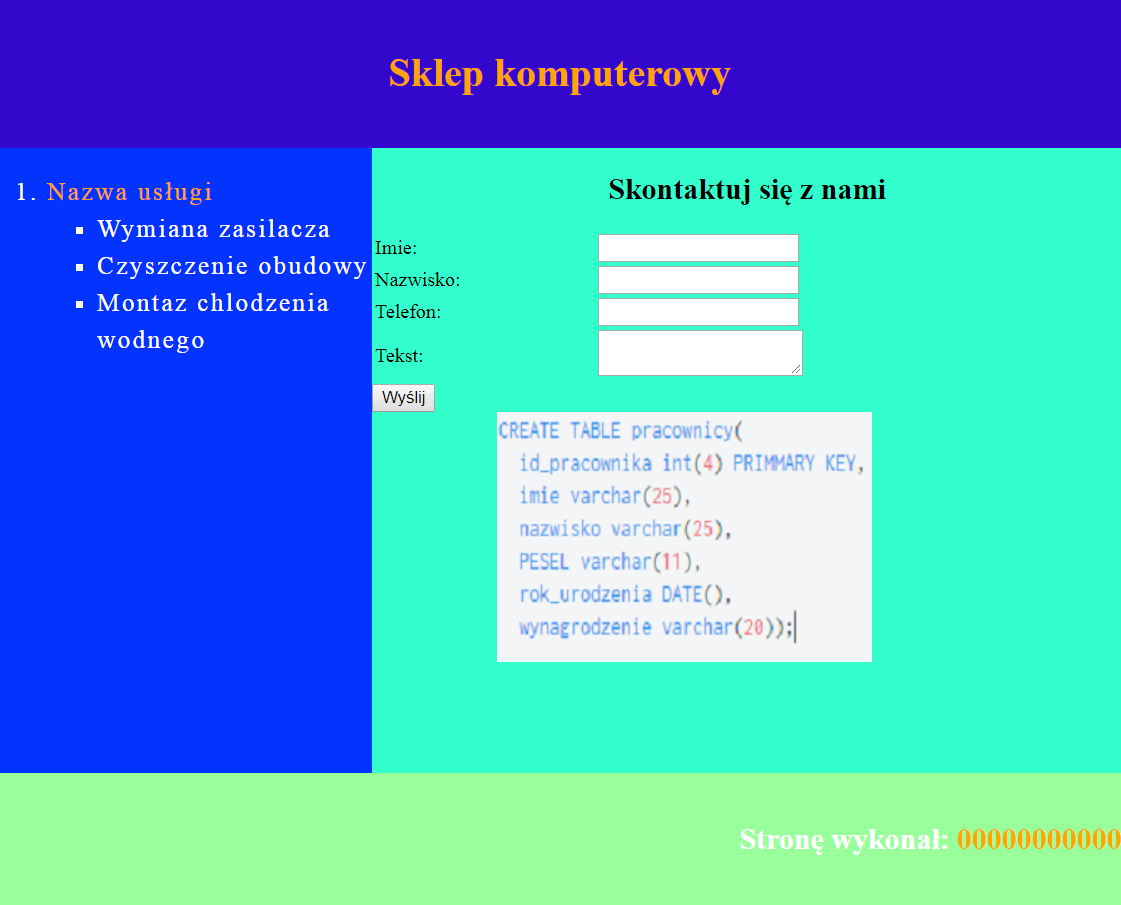 Sklep komputerowy
1. Nazwa usługi
Wymiana zasilacza
Czyszczenie obudowy
Montaz chlodzenia
wodnego
Skontaktuj się z nami
Imie:
Nazwisko:
Telefon:
Tekst:
Wyślij
CREATE TABLE pracownicy(
id_pracownika int(4) PRIMMARY KEY,
imie varchar(25),
nazwisko varchar(25),
PESEL varchar(11),
rok_urodzenia DATE(),
wynagrodzenie varchar(20));
Stronę wykonał: 00000000000